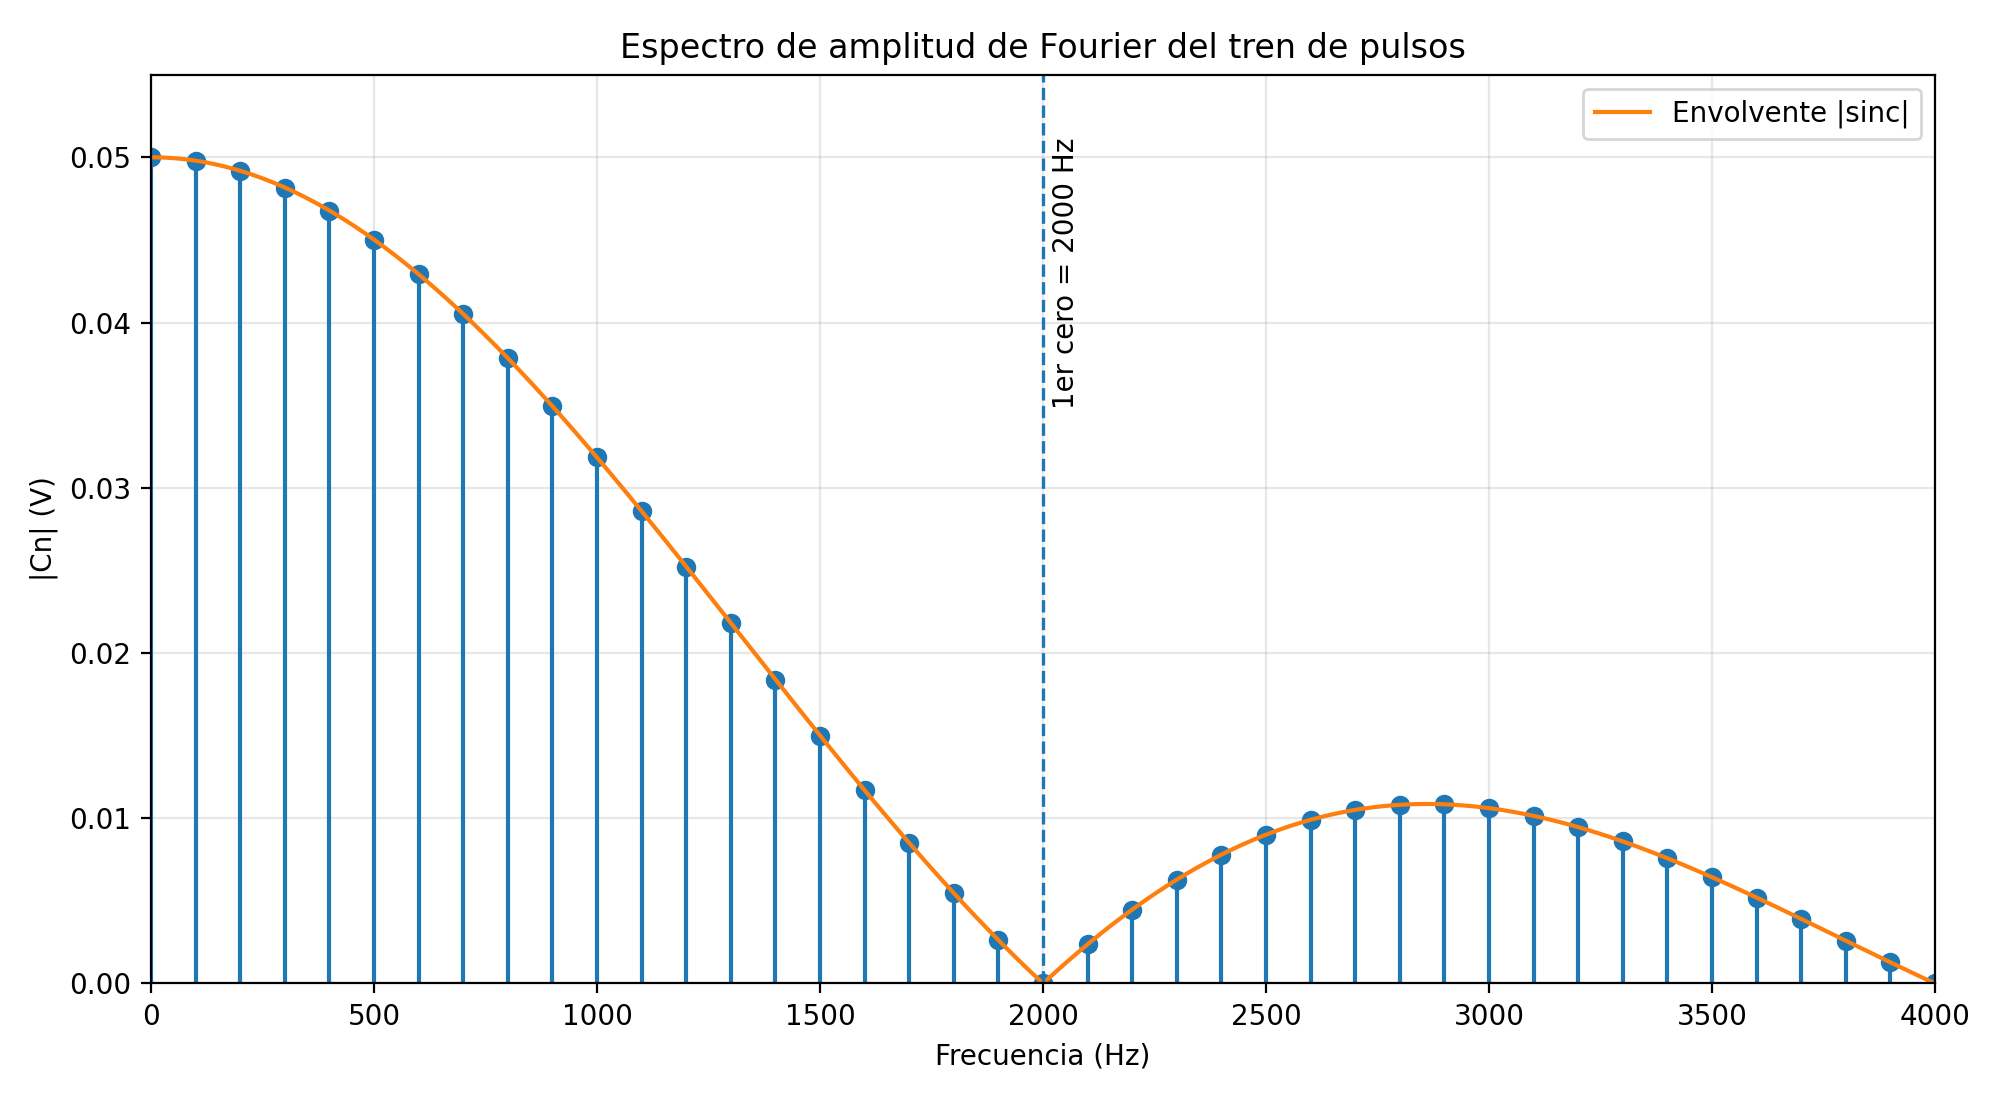 Espectro de amplitud de Fourier del tren de pulsos
Envolvente |sinc|
1er cero = 2000 Hz
|Cn| (V)
0.05
0.04
0.03
0.02
0.01
0.00
0 500 1000 1500 2000 2500 3000 3500 4000
Frecuencia (Hz)